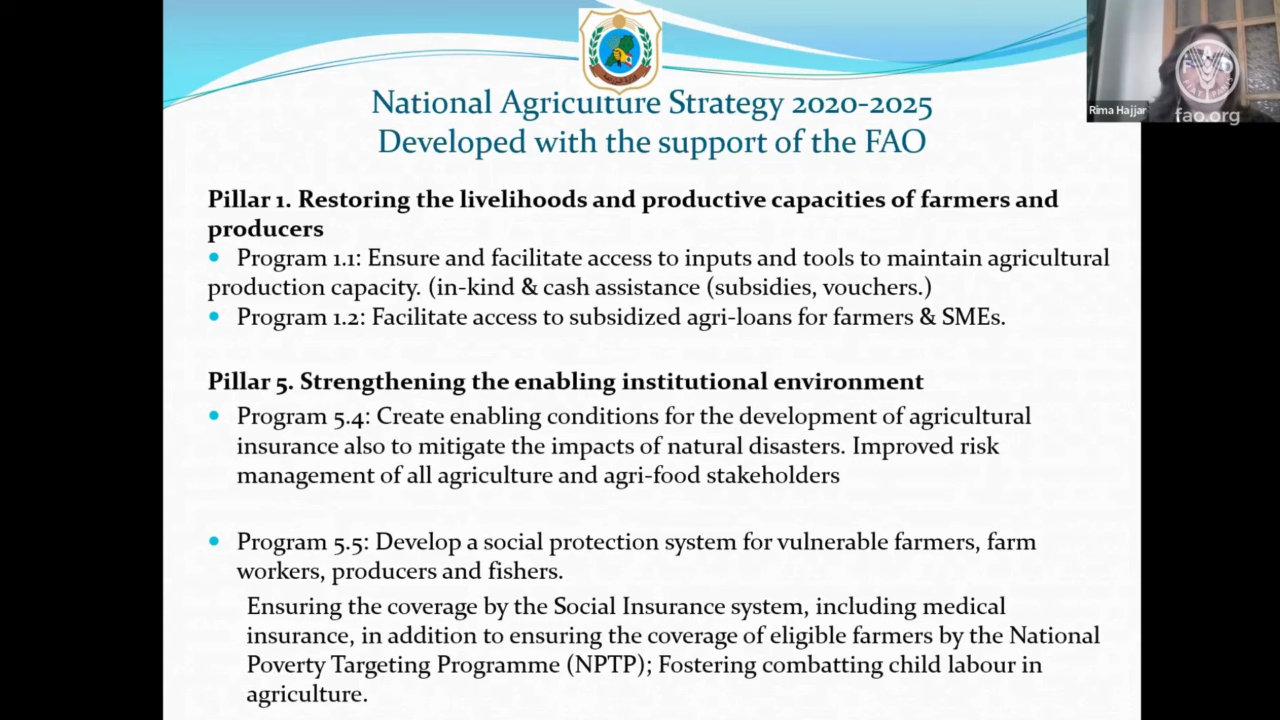 National Agriculture Strategy 2020-2025
Developed with the support of the FAO
Rima Hajjar
fao.org
Pillar 1. Restoring the livelihoods and productive capacities of farmers and
producers
• Program 1.1: Ensure and facilitate access to inputs and tools to maintain agricultural
production capacity. (in-kind & cash assistance (subsidies, vouchers.)
• Program 1.2: Facilitate access to subsidized agri-loans for farmers & SMEs.
Pillar 5. Strengthening the enabling institutional environment
• Program 5.4: Create enabling conditions for the development of agricultural
insurance also to mitigate the impacts of natural disasters. Improved risk
management of all agriculture and agri-food stakeholders
• Program 5.5: Develop a social protection system for vulnerable farmers, farm
workers, producers and fishers.
Ensuring the coverage by the Social Insurance system, including medical
insurance, in addition to ensuring the coverage of eligible farmers by the National
Poverty Targeting Programme (NPTP); Fostering combatting child labour in
agriculture.